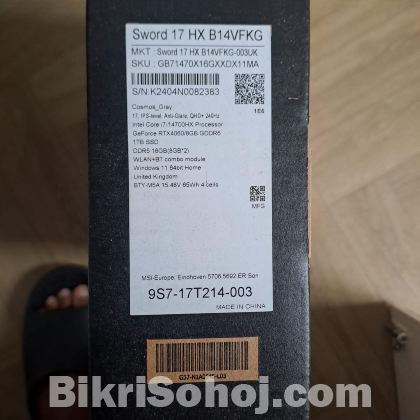 Sword 17 HX B14VFKG
MKT : Sword 17 HX B14VFKG-003UK
SKU : GB71470X16GXXDX11MA
S/N:K2404N0082363
Cosmos_Gray
17, IPS-level, Anti-Glare, QHD+ 240Hz
Intel Core i7-14700HX Processor
GeForce RTX4060/8GB GDDR6
1TB SSD
DDR5 16GB(8GB*2)
WLAN+BT combo module
Windows 11 64bit Home
United Kingdom
BTY-M6A 15.48V 65Wh 4 cells
MFG
MSI-Europe: Eindhoven 5706 5692 ER Son
9S7-17T214-003
MADE IN CHINA
BikriSohoj.com